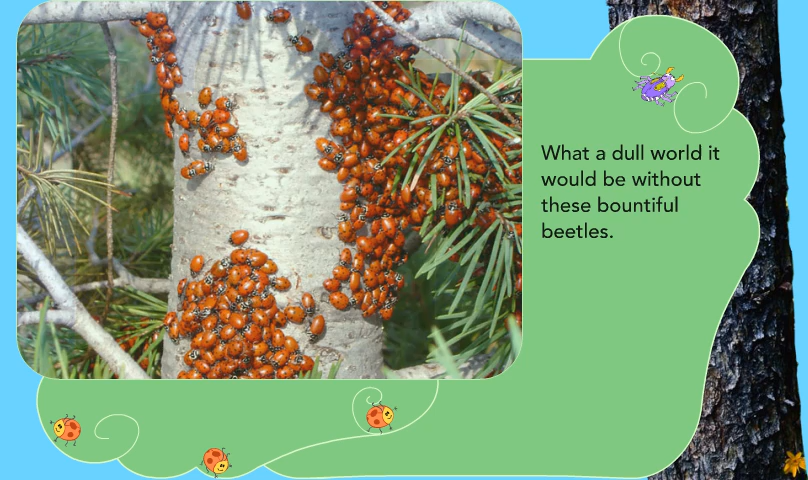 What a dull world it
would be without
these bountiful
beetles.